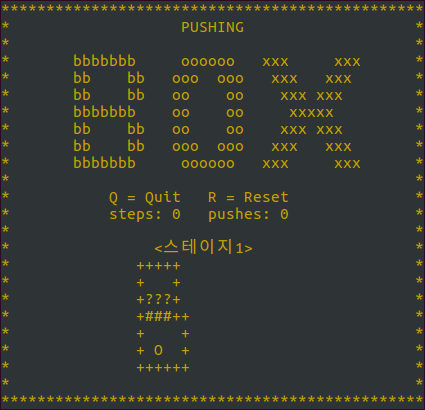 ***********************************************
*                   PUSHING                   *
*                                             *
*       bbbbbbb     oooooo   xxx     xxx      *
*       bb    bb   ooo  ooo   xxx   xxx       *
*       bb    bb   oo    oo    xxx xxx        *
*       bbbbbbb    oo    oo     xxxxx         *
*       bb    bb   oo    oo    xxx xxx        *
*       bb    bb   ooo  ooo   xxx   xxx       *
*       bbbbbbb     oooooo   xxx     xxx      *
*                                             *
*           Q = Quit   R = Reset              *
*           steps: 0   pushes: 0              *
*                                             *
*                <스테이지1>                  *
*              +++++                          *
*              +   +                          *
*              +???+                          *
*              +###++                         *
*              +    +                         *
*              + O  +                         *
*              ++++++                         *
*                                             *
***********************************************